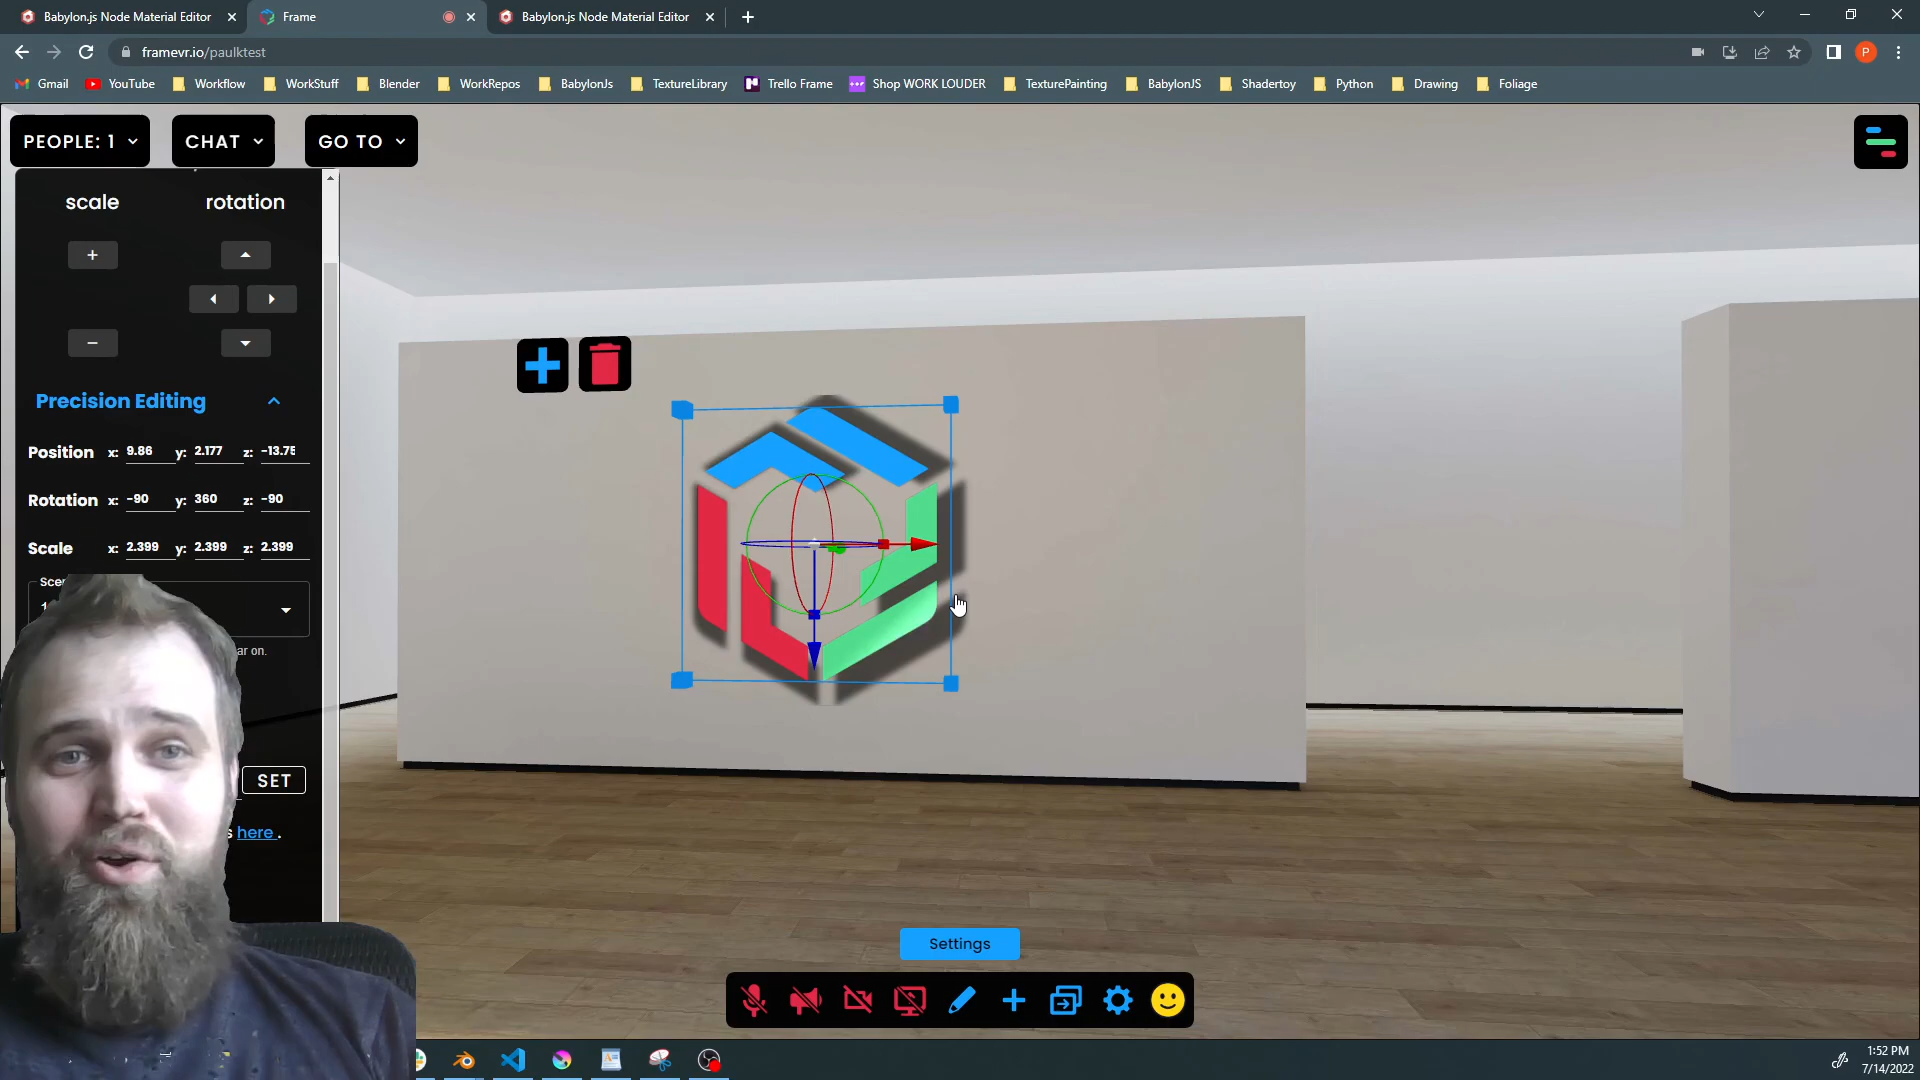 Babylon.js Node Material Editor
Frame
Babylon.js Node Material Editor
framevr.io/paulktest
P
Gmail YouTube Workflow WorkStuff Blender WorkRepos BabylonJs TextureLibrary Trello Frame Shop WORK LOUDER TexturePainting BabylonJS Shadertoy Python Drawing Foliage
PEOPLE: 1
CHAT
GO TO
scale rotation
Precision Editing
Position x: 9.86 y: 2.177 z: -13.75
Rotation x: -90 y: 360 z: -90
Scale x: 2.399 y: 2.399 z: 2.399
ar on.
SET
s here .
Settings
1:52 PM
7/14/2022